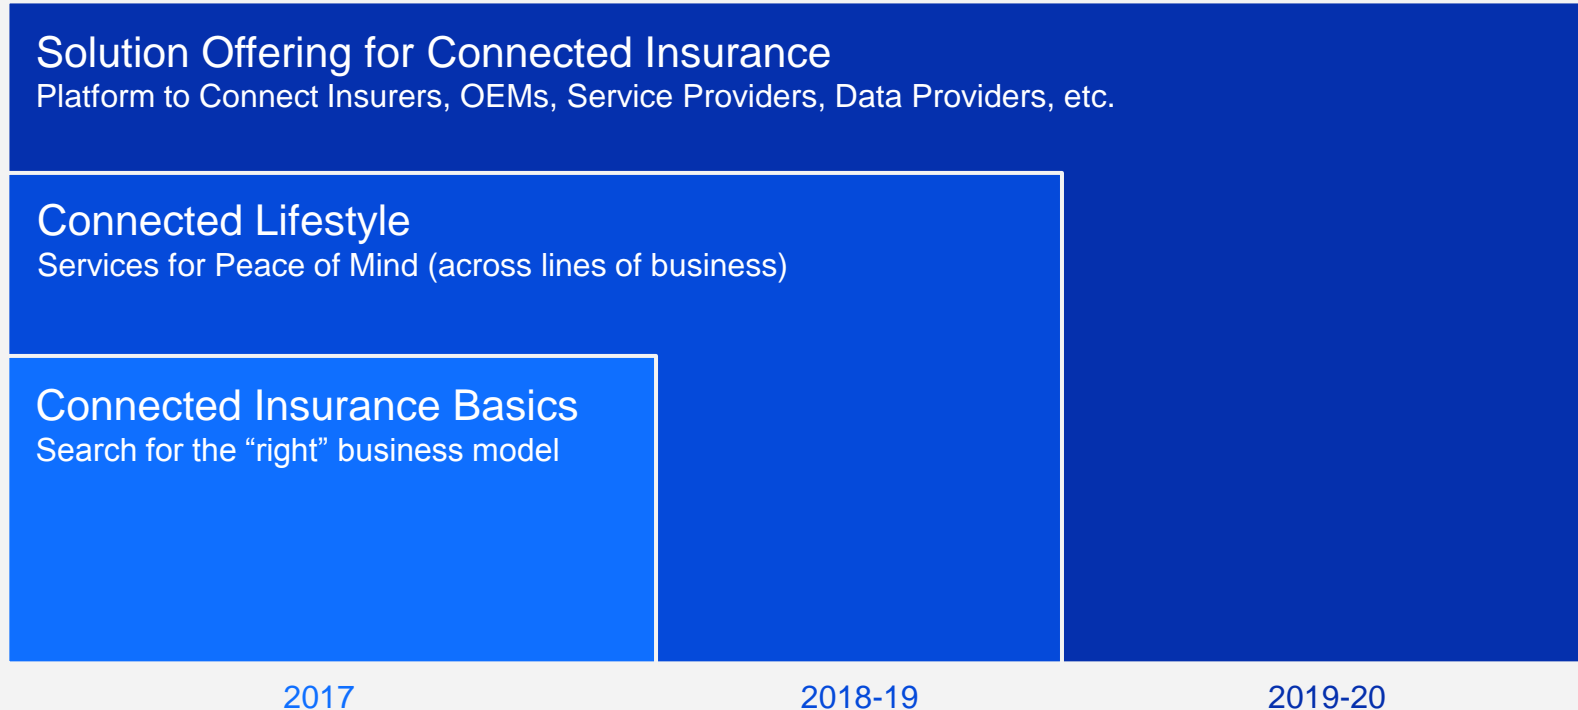 Solution Offering for Connected Insurance
Platform to Connect Insurers, OEMs, Service Providers, Data Providers, etc.
Connected Lifestyle
Services for Peace of Mind (across lines of business)
Connected Insurance Basics
Search for the “right” business model
2017
2018-19
2019-20